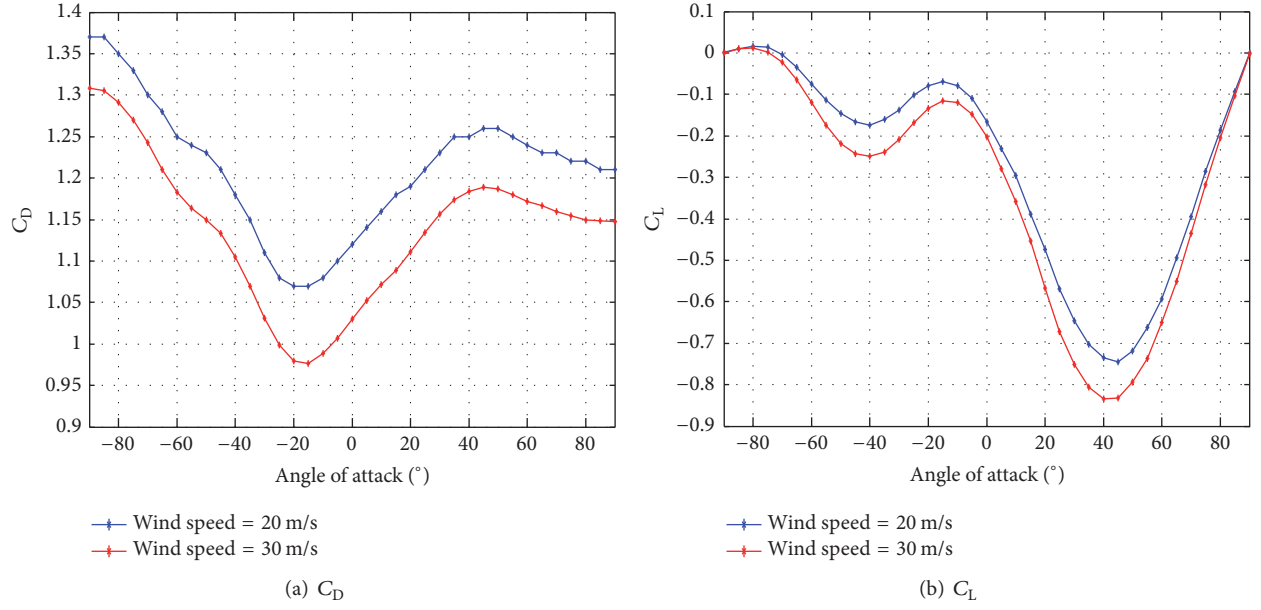 1.4
1.35
1.3
1.25
1.2
1.15
1.1
1.05
1
0.95
0.9
C_D
−80 −60 −40 −20 0 20 40 60 80
Angle of attack (°)
Wind speed = 20 m/s
Wind speed = 30 m/s
(a) C_D
0.1
0
−0.1
−0.2
−0.3
−0.4
−0.5
−0.6
−0.7
−0.8
−0.9
C_L
−80 −60 −40 −20 0 20 40 60 80
Angle of attack (°)
Wind speed = 20 m/s
Wind speed = 30 m/s
(b) C_L